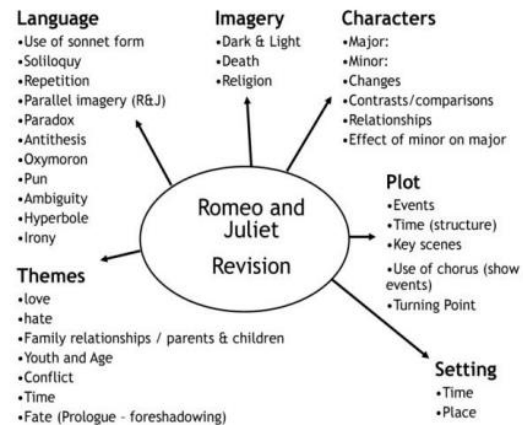 Language
•Use of sonnet form
•Soliloquy
•Repetition
•Parallel imagery (R&J)
•Paradox
•Antithesis
•Oxymoron
•Pun
•Ambiguity
•Hyperbole
•Irony
Imagery
•Dark & Light
•Death
•Religion
Characters
•Major:
•Minor:
•Changes
•Contrasts/comparisons
•Relationships
•Effect of minor on major
Romeo and
Juliet
Revision
Plot
•Events
•Time (structure)
•Key scenes
•Use of chorus (show
events)
•Turning Point
Themes
•love
•hate
•Family relationships / parents & children
•Youth and Age
•Conflict
•Time
•Fate (Prologue - foreshadowing)
Setting
•Time
•Place